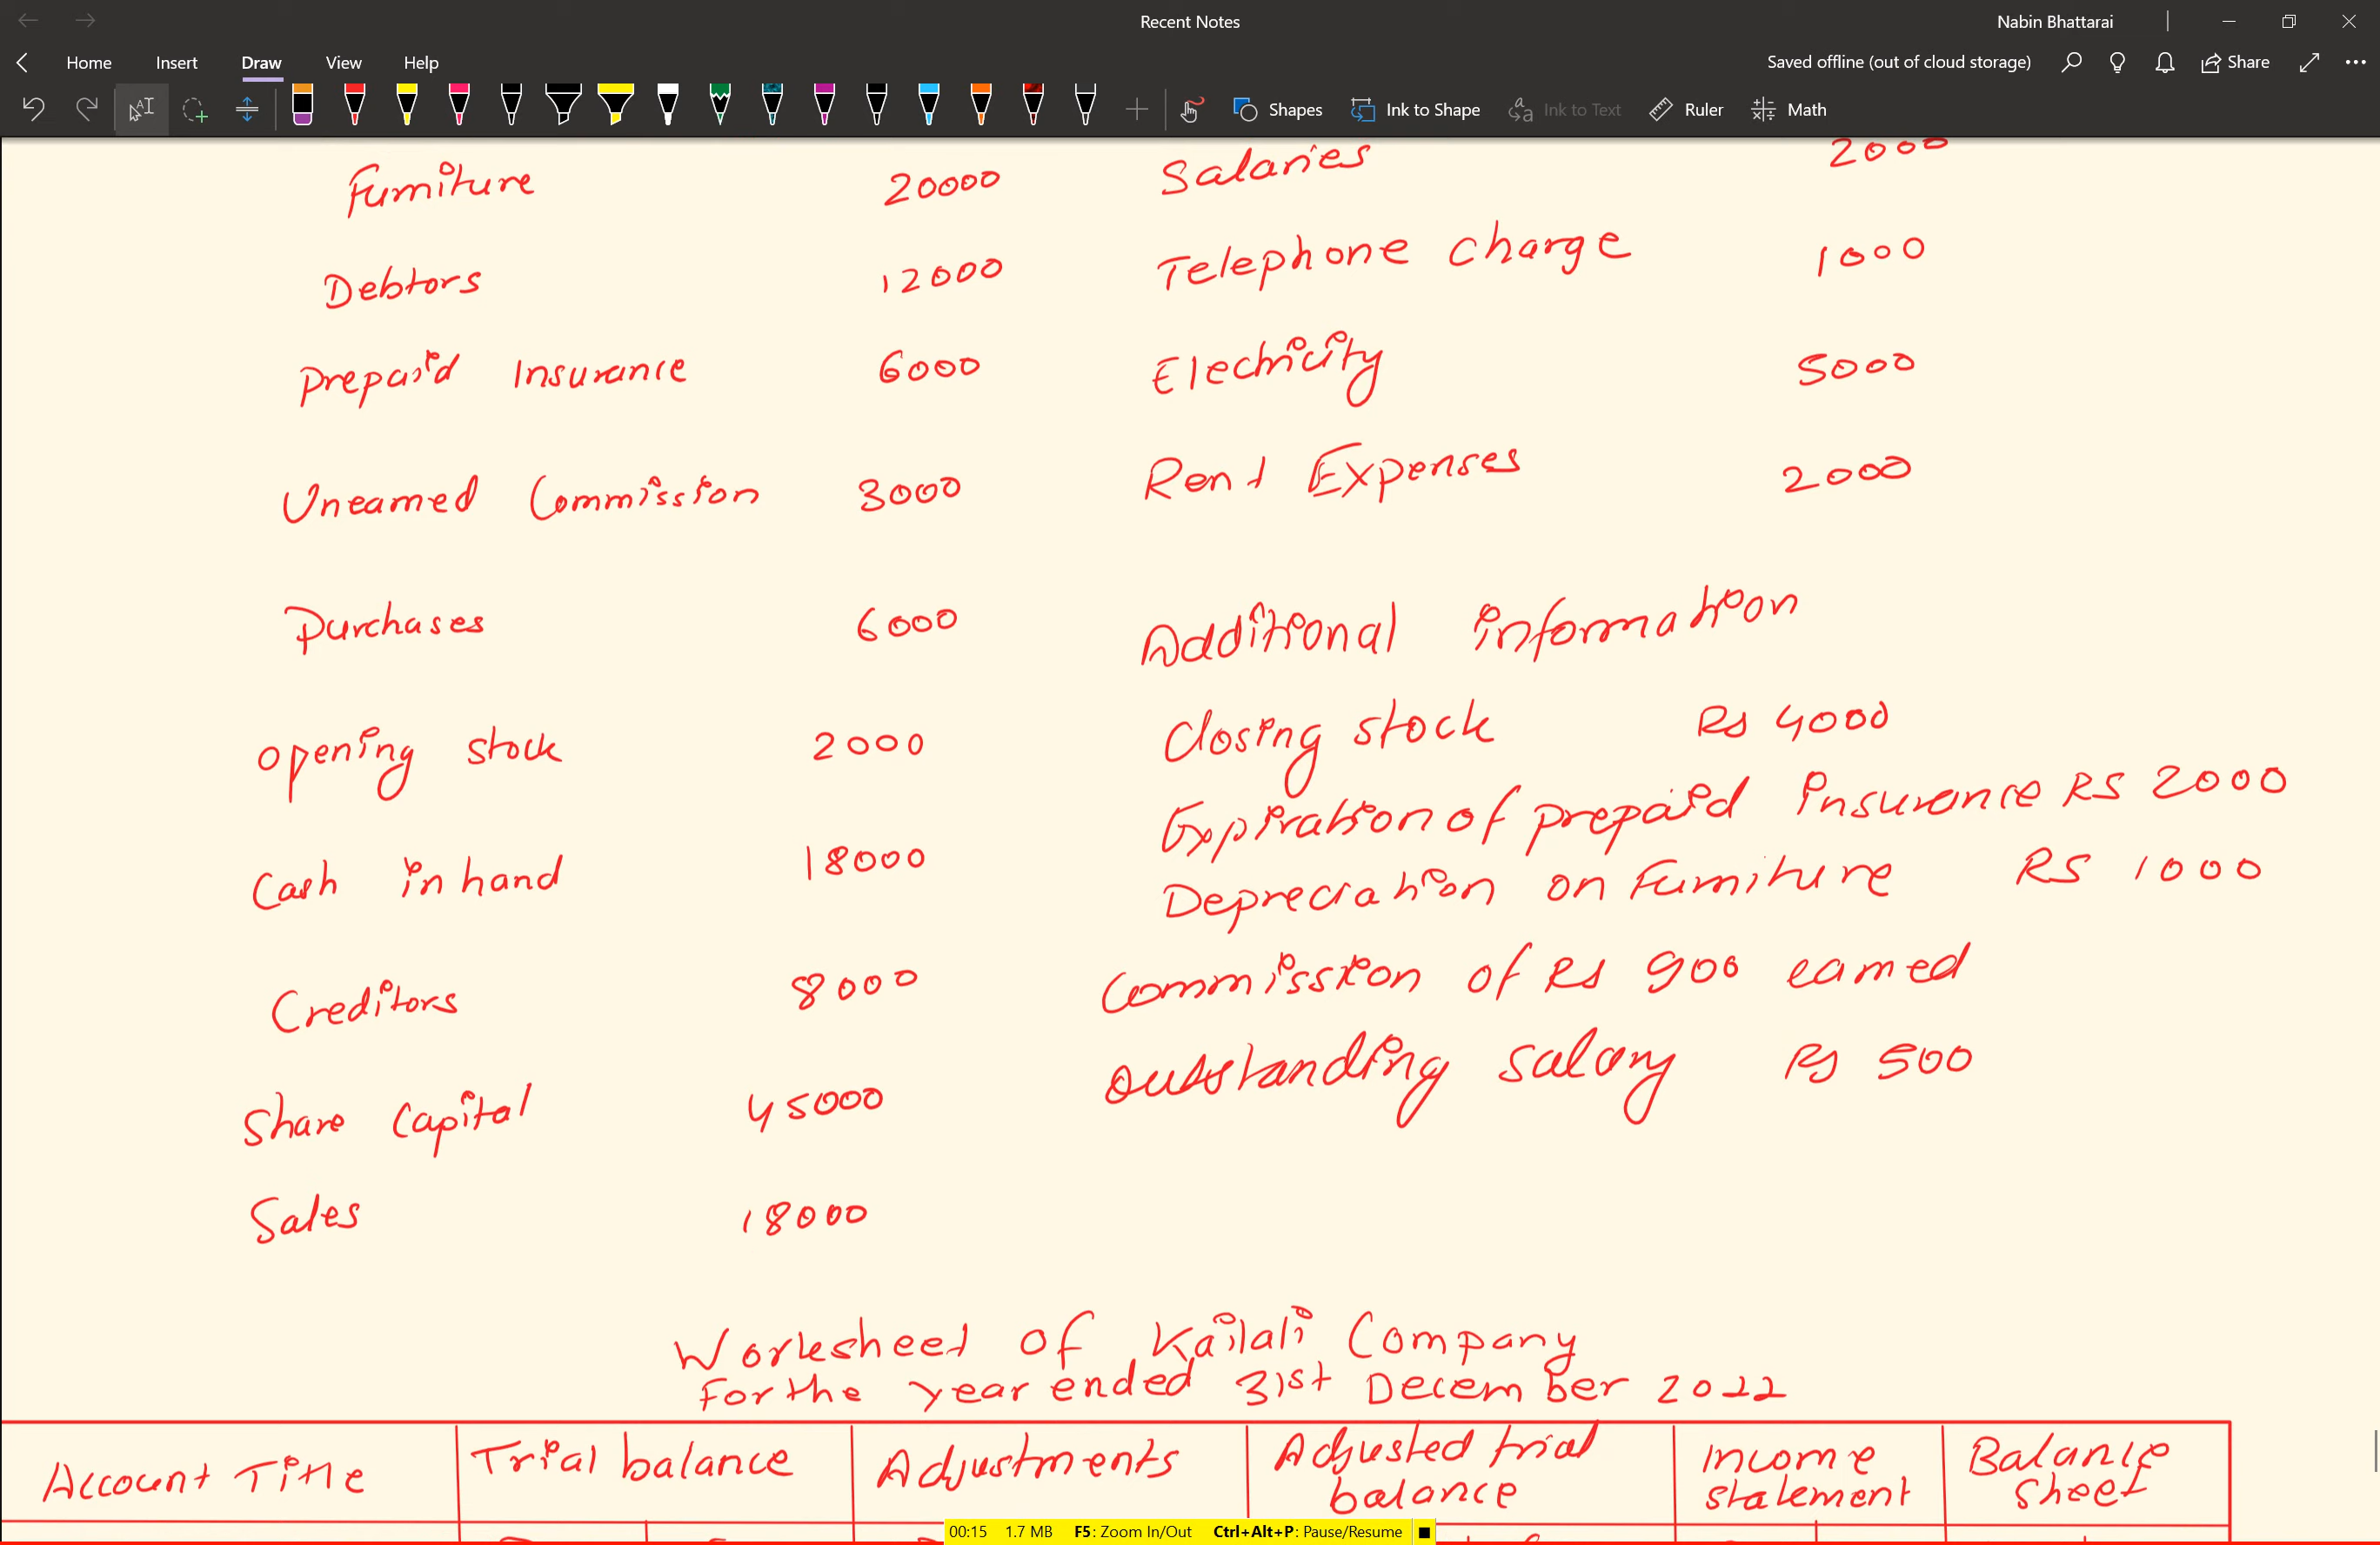 Recent Notes
Nabin Bhattarai
Home Insert Draw View Help
Saved offline (out of cloud storage) Share
Shapes Ink to Shape Ink to Text Ruler Math
Furniture 20000 Salaries 2000
Debtors 12000 Telephone charge 1000
Prepaid Insurance 6000 Electricity 5000
Unearned Commission 3000 Rent Expenses 2000
Purchases 6000 Additional information
opening stock 2000 Closing stock Rs 4000
Expiration of prepaid insurance RS 2000
Cash in hand 18000 Depreciation on Furniture RS 1000
Creditors 8000 Commission of Rs 900 earned
Share Capital 45000 Outstanding salary Rs 500
Sales 18000
Worksheet of Kailali Company
For the year ended 31st December 2022
Account Title Trial balance Adjustments Adjusted trial balance Income statement Balance sheet
00:15 1.7 MB F5: Zoom In/Out Ctrl+Alt+P: Pause/Resume